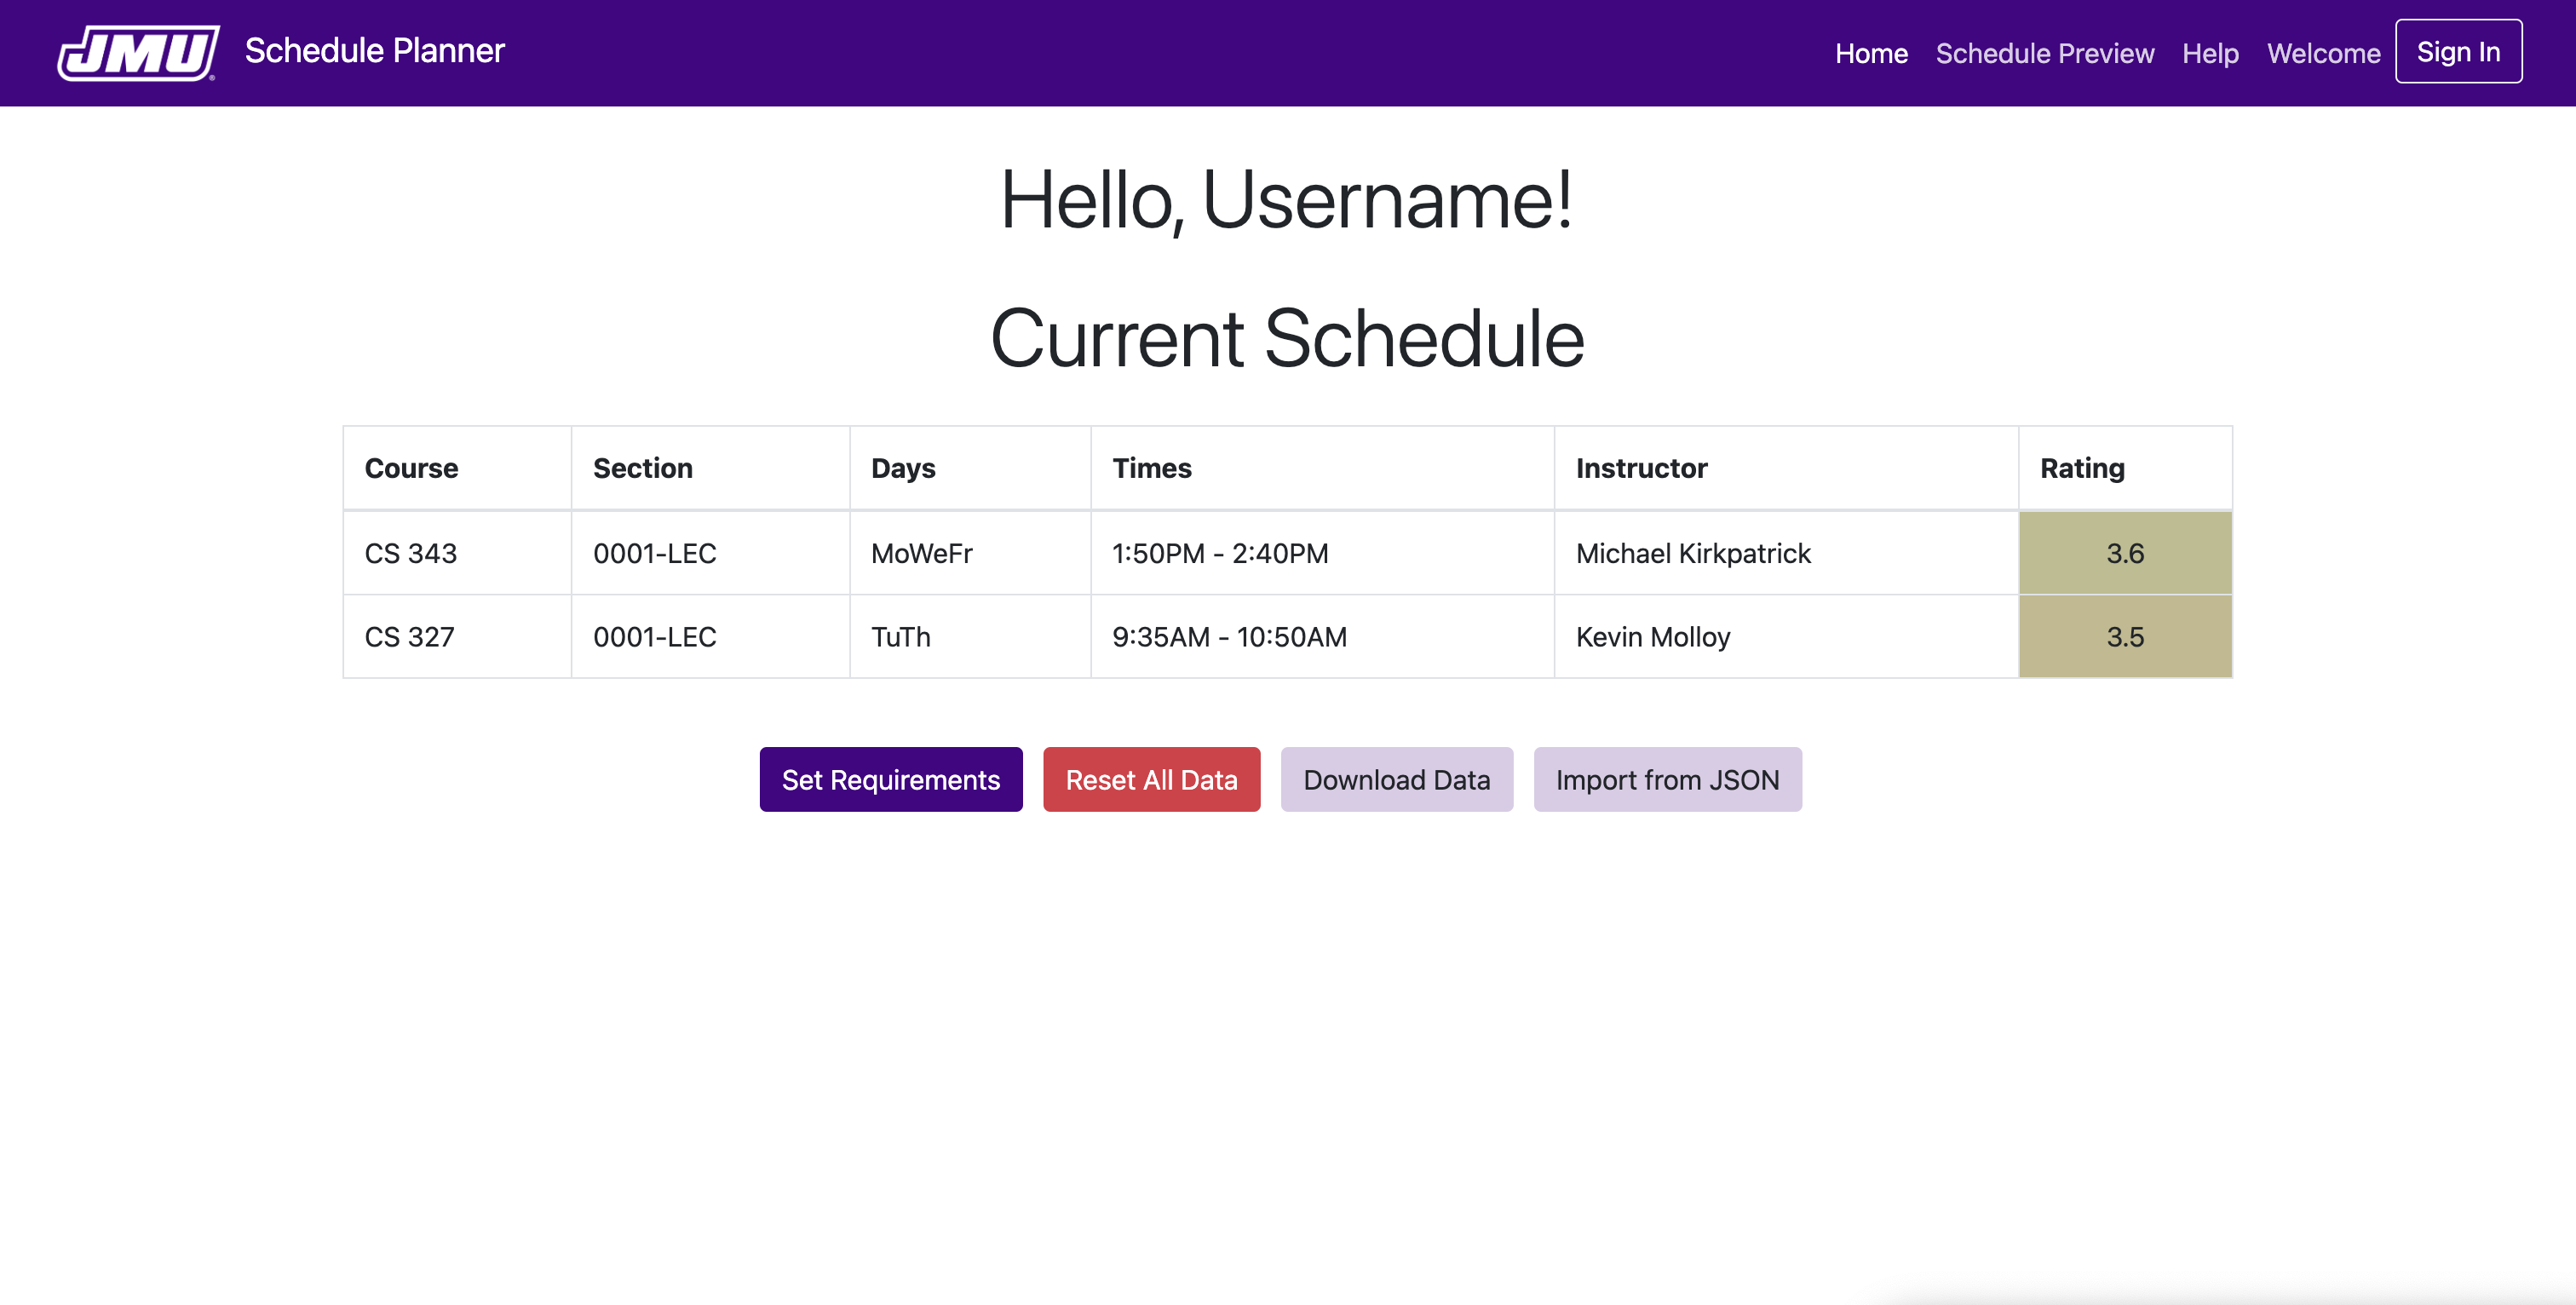 JMU Schedule Planner Home Schedule Preview Help Welcome Sign In
Hello, Username!
Current Schedule
Course Section Days Times Instructor Rating
CS 343 0001-LEC MoWeFr 1:50PM - 2:40PM Michael Kirkpatrick 3.6
CS 327 0001-LEC TuTh 9:35AM - 10:50AM Kevin Molloy 3.5
Set Requirements Reset All Data Download Data Import from JSON